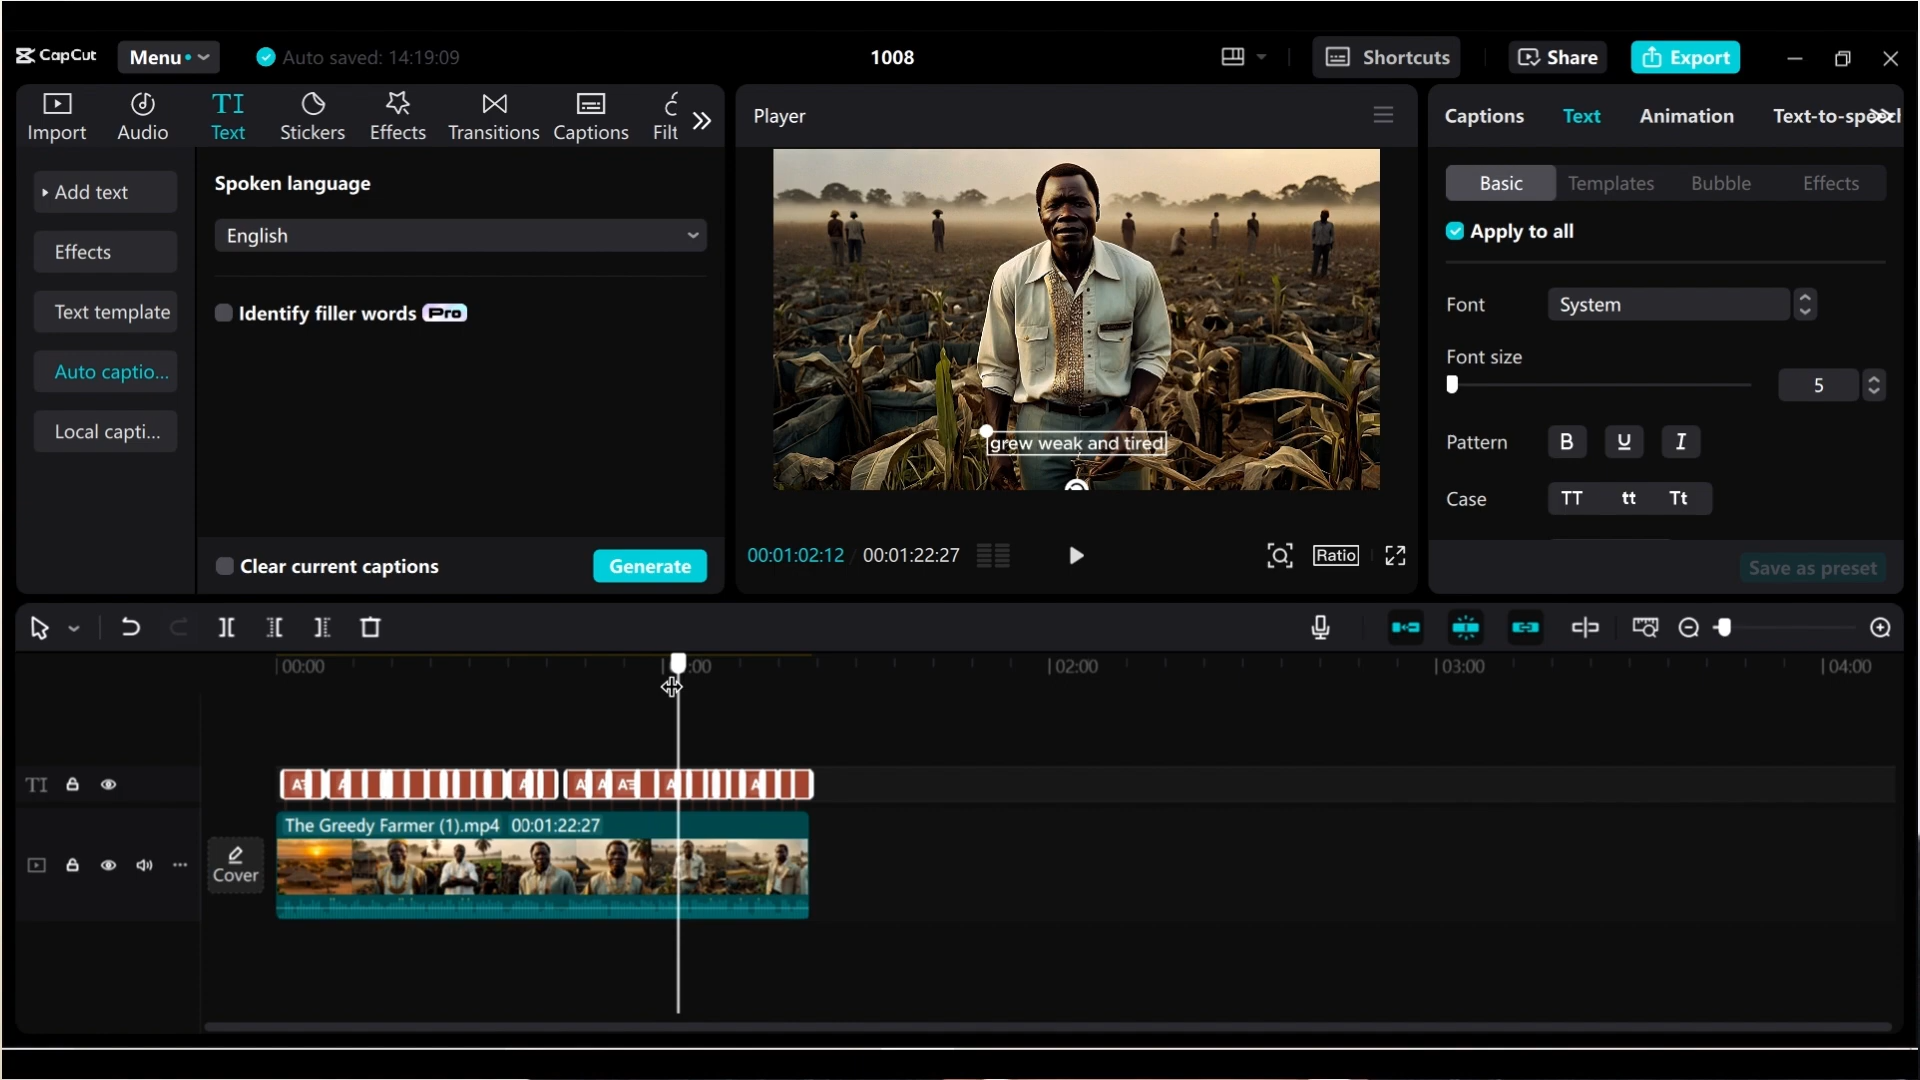 CapCut Menu Auto saved: 14:19:09 1008 Shortcuts Share Export
Import Audio Text Stickers Effects Transitions Captions Filt
Add text
Effects
Text template
Auto captio...
Local capti...
Spoken language
English
Identify filler words Pro
Clear current captions Generate
Player
grew weak and tired
00:01:02:12 00:01:22:27 Ratio
Captions Text Animation Text-to-speech
Basic Templates Bubble Effects
Apply to all
Font System
Font size
5
Pattern B U I
Case TT tt Tt
Save as preset
00:00 :00 02:00 03:00 04:00
TI
The Greedy Farmer (1).mp4 00:01:22:27
Cover